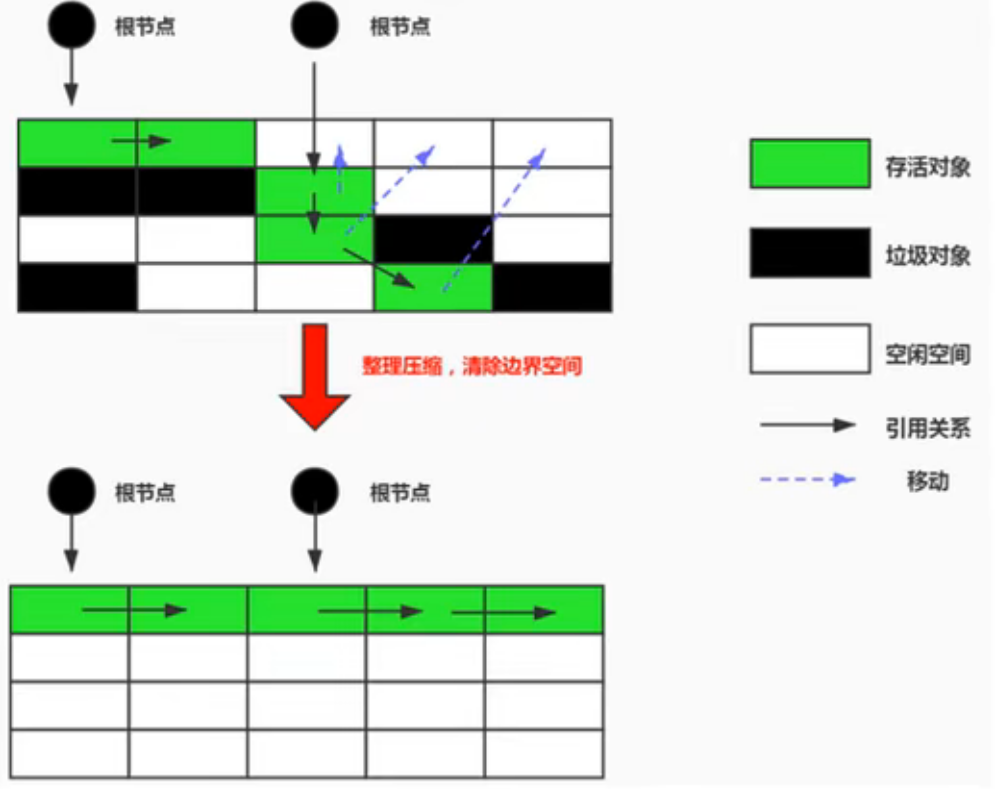 根节点
根节点
存活对象
垃圾对象
空闲空间
整理压缩，清除边界空间
引用关系
移动
根节点
根节点